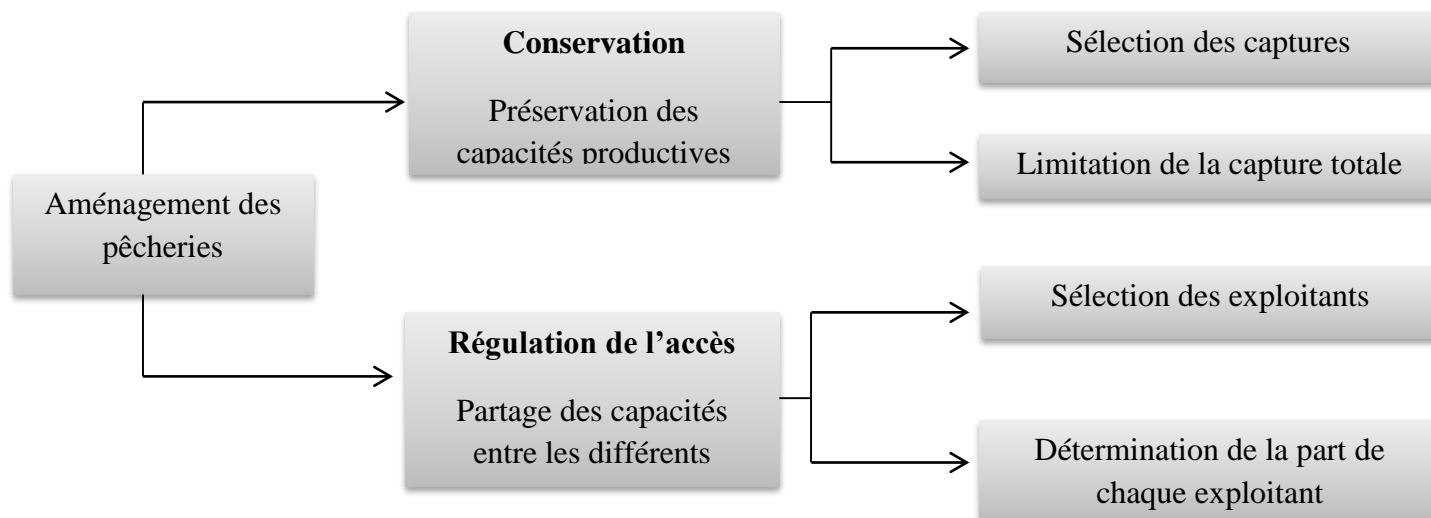 Aménagement des
pêcheries
Conservation
Préservation des
capacités productives
Sélection des captures
Limitation de la capture totale
Régulation de l’accès
Partage des capacités
entre les différents
Sélection des exploitants
Détermination de la part de
chaque exploitant